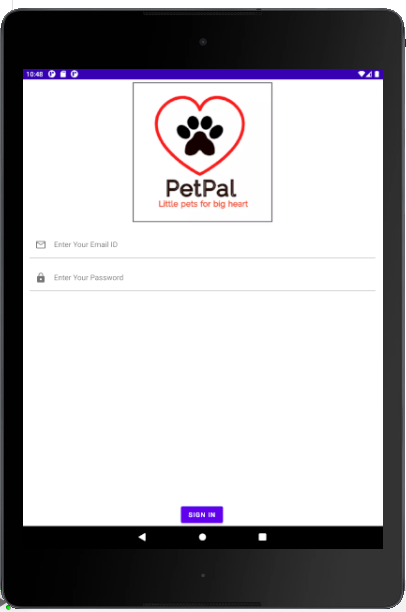 10:48
PetPal
Little pets for big heart
Enter Your Email ID
Enter Your Password
SIGN IN